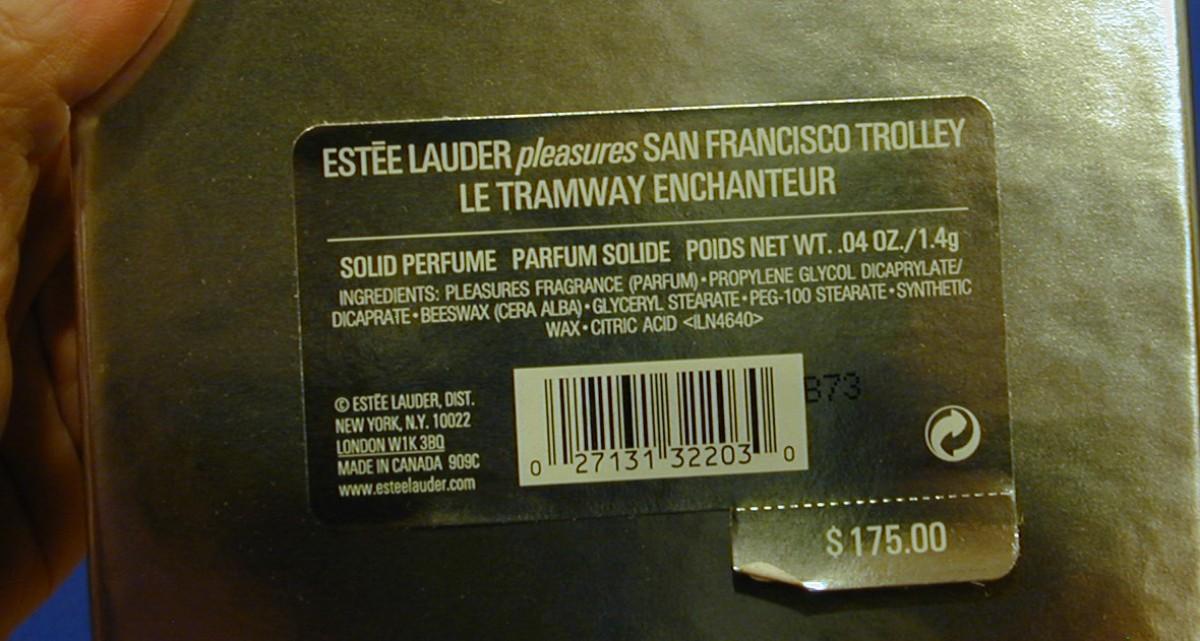 ESTĒE LAUDER pleasures SAN FRANCISCO TROLLEY
LE TRAMWAY ENCHANTEUR
SOLID PERFUME PARFUM SOLIDE POIDS NET WT. .04 OZ./1.4g
INGREDIENTS: PLEASURES FRAGRANCE (PARFUM)•PROPYLENE GLYCOL DICAPRYLATE/
DICAPRATE•BEESWAX (CERA ALBA)•GLYCERYL STEARATE•PEG-100 STEARATE•SYNTHETIC
WAX•CITRIC ACID <ILN4640>
© ESTĒE LAUDER, DIST.
NEW YORK, N.Y. 10022
LONDON W1K 3BQ
MADE IN CANADA 909C
www.esteelauder.com
B73
0 27131 32203 0
$175.00